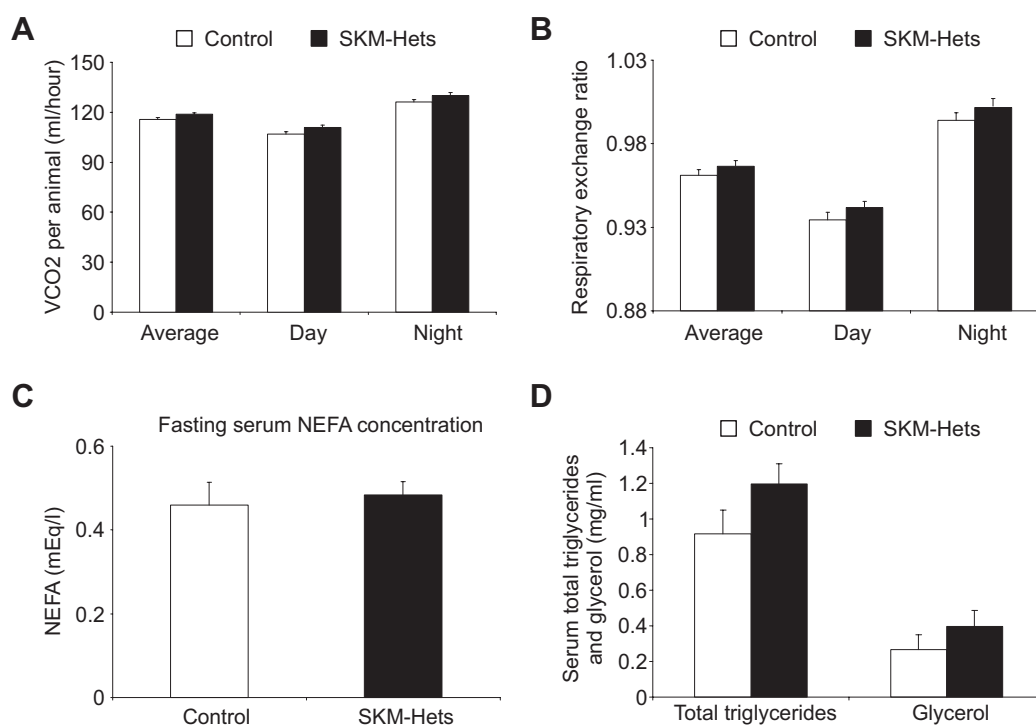 A
Control SKM-Hets
VCO2 per animal (ml/hour)
150
120
90
60
30
0
Average Day Night
B
Control SKM-Hets
Respiratory exchange ratio
1.03
0.98
0.93
0.88
Average Day Night
C
Fasting serum NEFA concentration
NEFA (mEq/l)
0.6
0.4
0.2
0
Control SKM-Hets
D
Control SKM-Hets
Serum total triglycerides
and glycerol (mg/ml)
1.4
1.2
1
0.8
0.6
0.4
0.2
0
Total triglycerides Glycerol